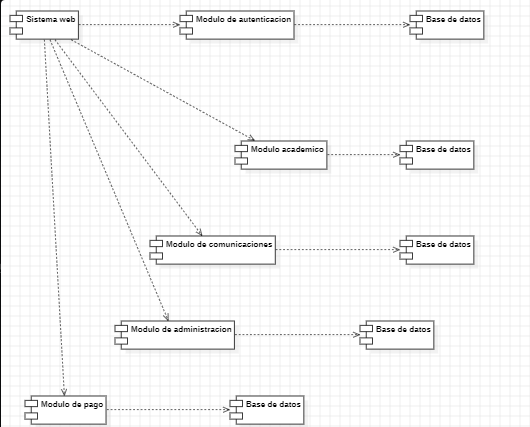 Sistema web
Modulo de autenticacion
Base de datos
Modulo academico
Base de datos
Modulo de comunicaciones
Base de datos
Modulo de administracion
Base de datos
Modulo de pago
Base de datos